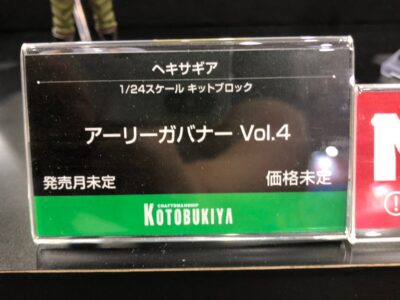 ヘキサギア
1/24スケール キットブロック
アーリーガバナー Vol.4
発売月未定 価格未定
CRAFTSMANSHIP
KOTOBUKIYA